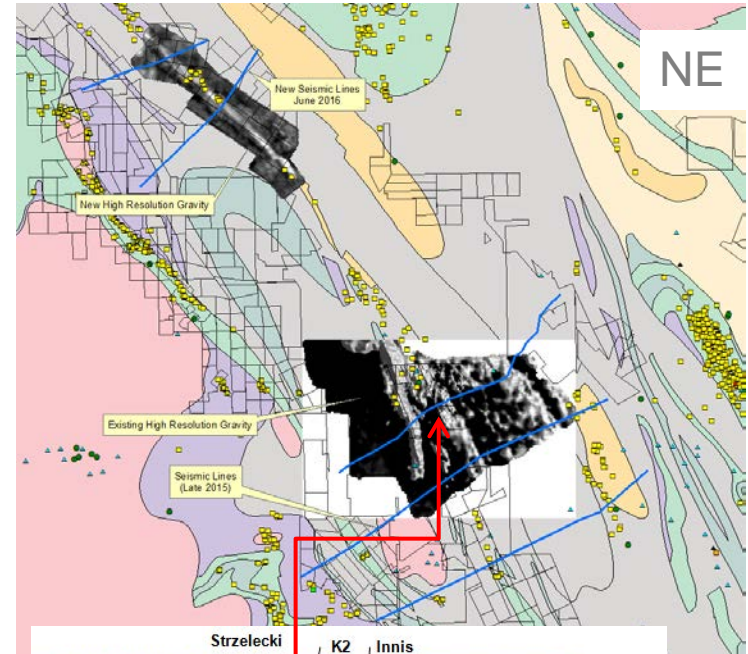 NE
New Seismic Lines
June 2016
New High Resolution Gravity
Existing High Resolution Gravity
Seismic Lines
(Late 2015)
Strzelecki
K2
Innis